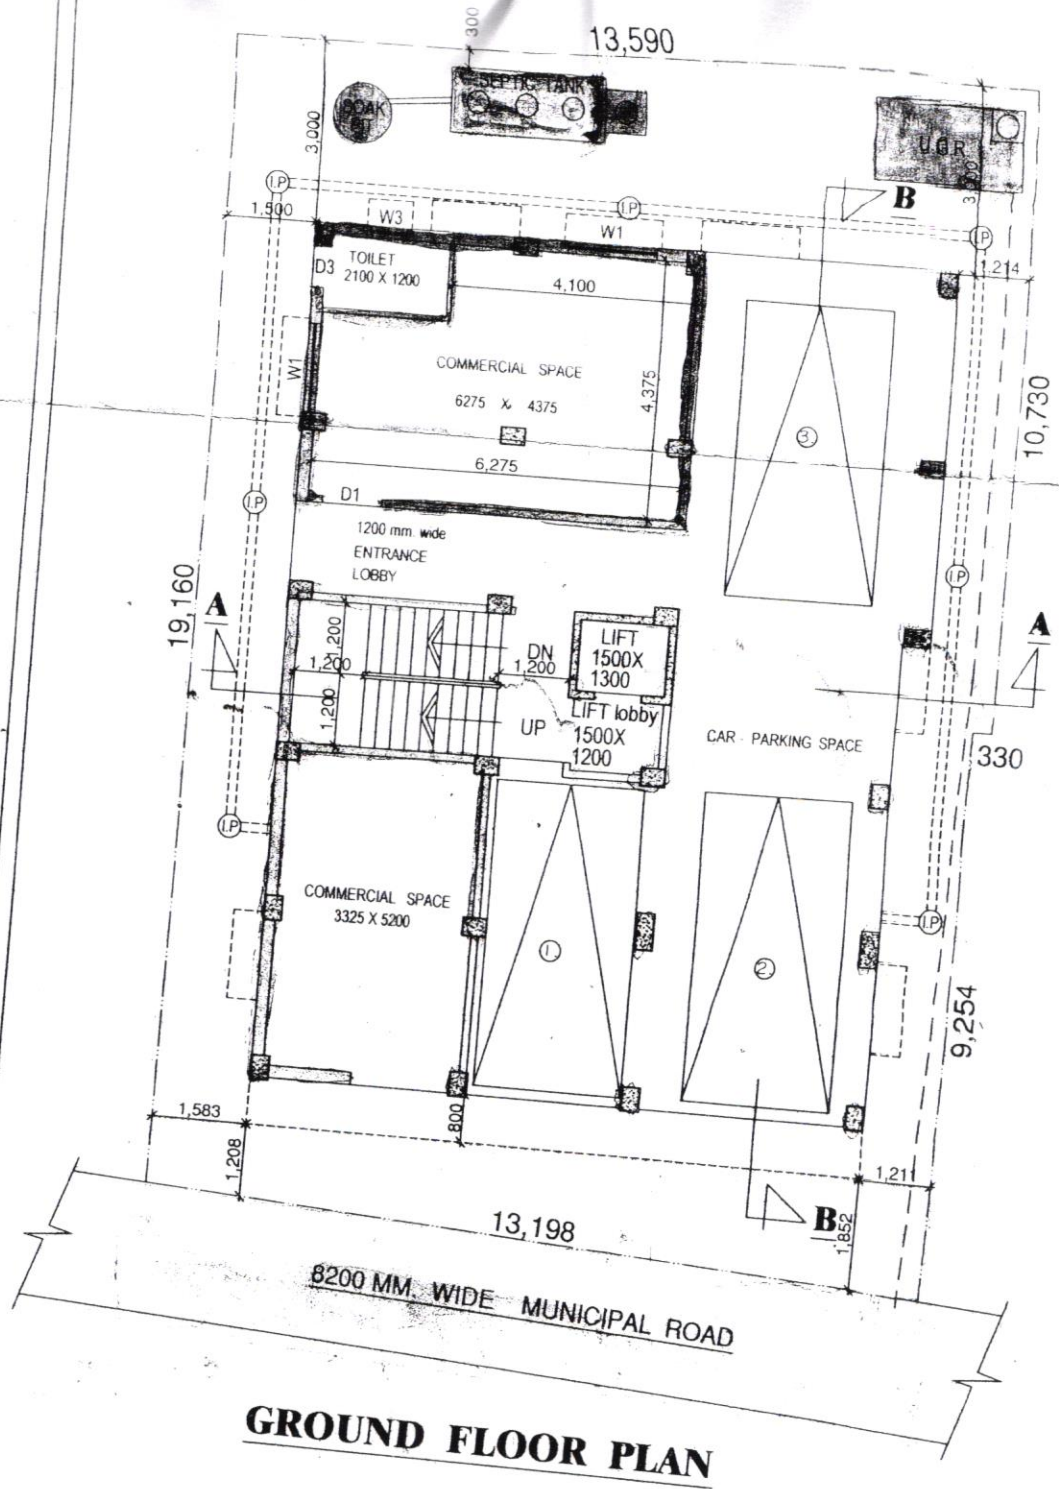 300
13,590
SEPTIC TANK
SOAK
PIT
3,000
U.G.R
3,000
I.P
I.P
B
1,500
W3
W1
I.P
1,214
D3
TOILET
2100 X 1200
4,100
W1
COMMERCIAL SPACE
6275 X 4375
4,375
10,730
3.
6,275
D1
I.P
1200 mm. wide
ENTRANCE
LOBBY
I.P
19,160
A
A
1,200
1,200
DN
1,200
LIFT
1500X
1300
1,200
UP
LIFT lobby
1500X
1200
CAR PARKING SPACE
330
I.P
COMMERCIAL SPACE
3325 X 5200
1.
2.
I.P
9,254
1,583
1,208
800
1,211
B
1,852
13,198
8200 MM. WIDE MUNICIPAL ROAD
GROUND FLOOR PLAN